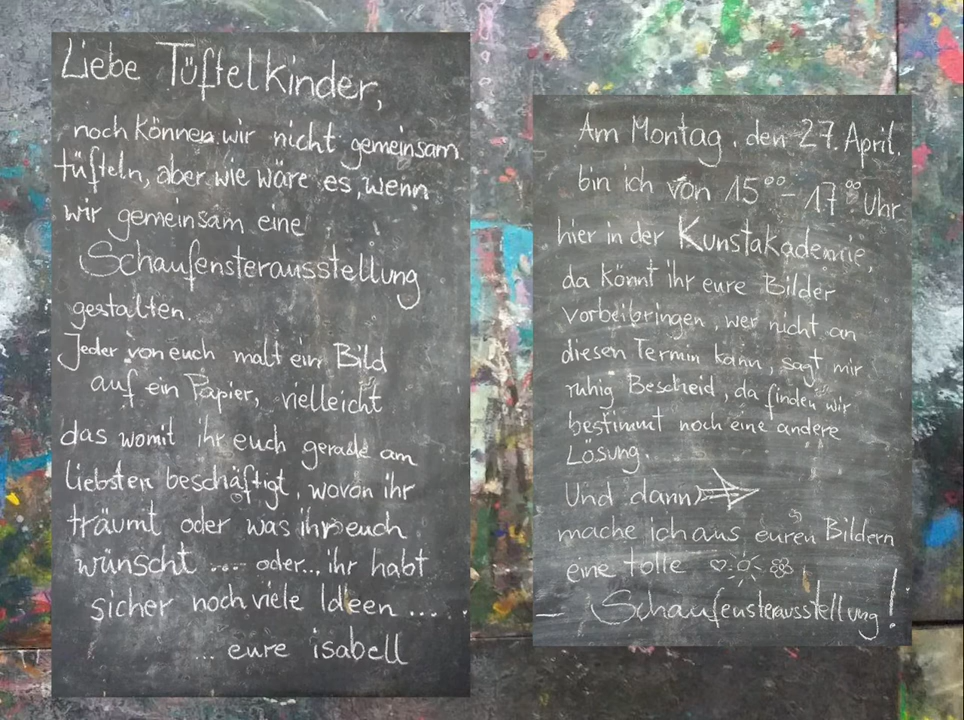 Liebe Tüftelkinder,
noch können wir nicht gemeinsam
tüfteln, aber wie wäre es, wenn
wir gemeinsam eine
Schaufensterausstellung
gestalten.
Jeder von euch malt ein Bild
auf ein Papier, vielleicht
das womit ihr euch gerade am
liebsten beschäftigt, wovon ihr
träumt oder was ihr euch
wünscht .... oder... ihr habt
sicher noch viele Ideen ....
... eure isabell
Am Montag, den 27. April.
bin ich von 15⁰⁰ - 17⁰⁰ Uhr
hier in der Kunstakademie,
da könnt ihr eure Bilder
vorbeibringen, wer nicht an
diesen Termin kann, sagt mir
ruhig Bescheid, da finden wir
bestimmt noch eine andere
Lösung.
Und dann
mache ich aus euren Bildern
eine tolle
– Schaufensterausstellung!